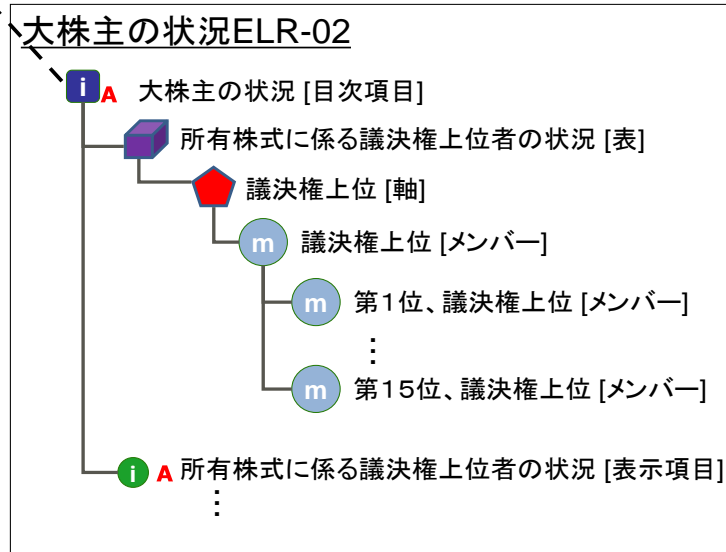 大株主の状況ELR-02
i A 大株主の状況 [目次項目]
所有株式に係る議決権上位者の状況 [表]
議決権上位 [軸]
m 議決権上位 [メンバー]
m 第1位、議決権上位 [メンバー]
⋮
m 第15位、議決権上位 [メンバー]
i A 所有株式に係る議決権上位者の状況 [表示項目]
⋮